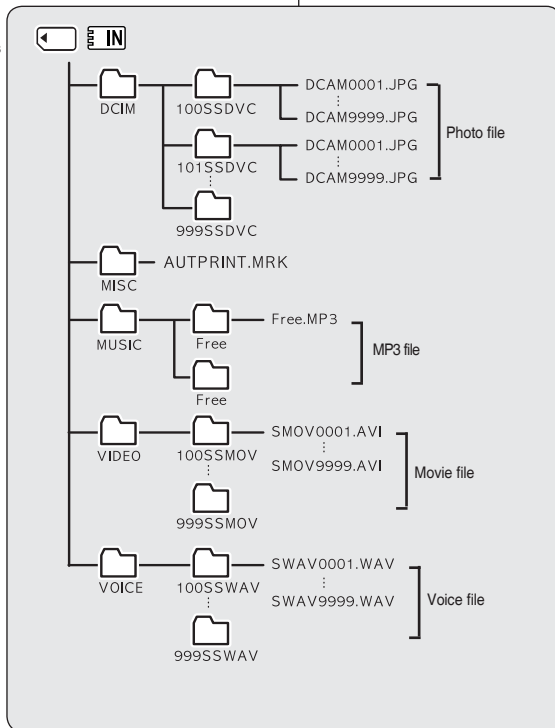 IN
DCIM
100SSDVC
DCAM0001.JPG
DCAM9999.JPG
Photo file
101SSDVC
DCAM0001.JPG
DCAM9999.JPG
999SSDVC
MISC
AUTPRINT.MRK
MUSIC
Free
Free.MP3
MP3 file
Free
VIDEO
100SSMOV
SMOV0001.AVI
SMOV9999.AVI
Movie file
999SSMOV
VOICE
100SSWAV
SWAV0001.WAV
SWAV9999.WAV
Voice file
999SSWAV